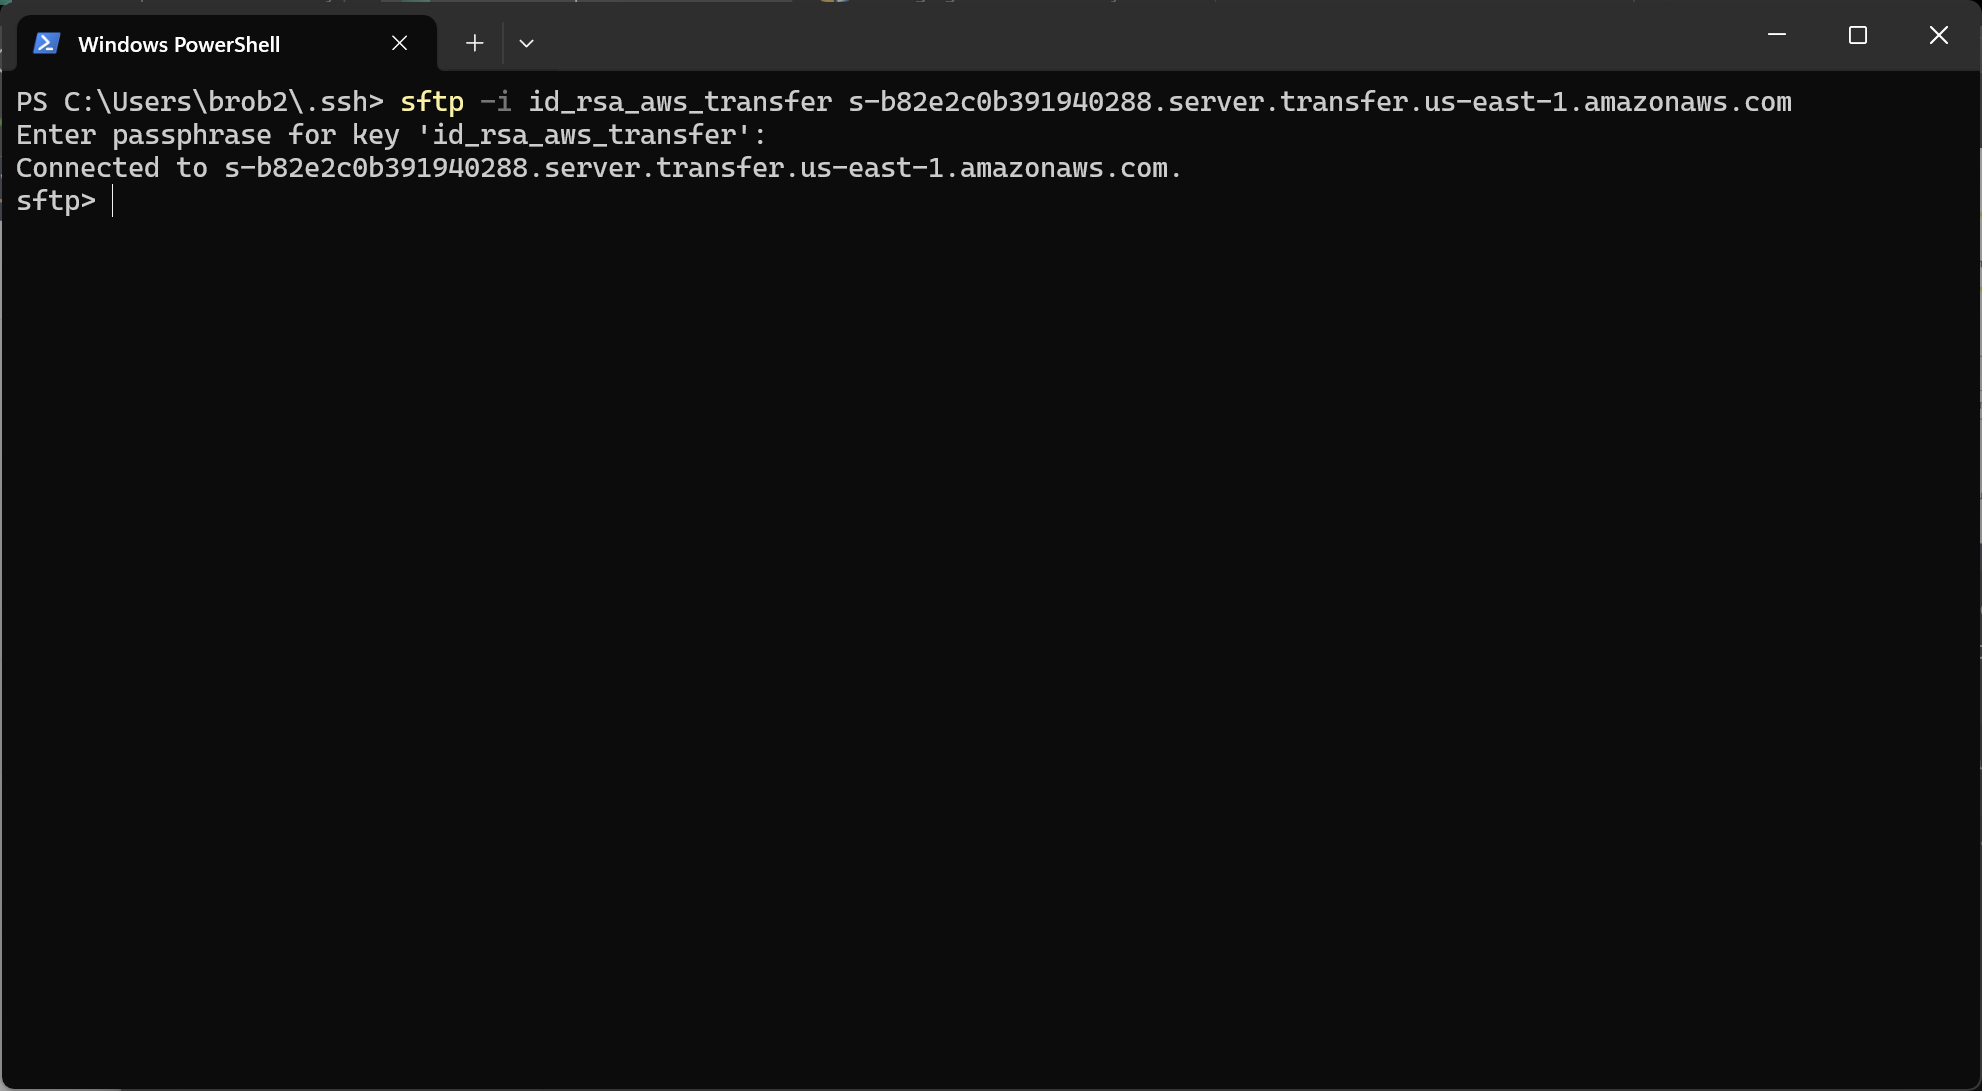 Windows PowerShell
PS C:\Users\brob2\.ssh> sftp -i id_rsa_aws_transfer s-b82e2c0b391940288.server.transfer.us-east-1.amazonaws.com
Enter passphrase for key 'id_rsa_aws_transfer':
Connected to s-b82e2c0b391940288.server.transfer.us-east-1.amazonaws.com.
sftp>